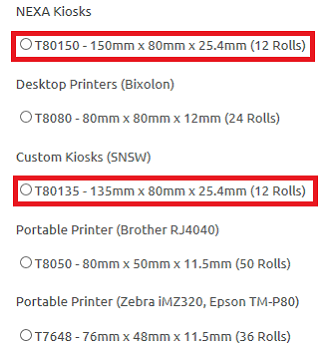 NEXA Kiosks
T80150 - 150mm x 80mm x 25.4mm (12 Rolls)
Desktop Printers (Bixolon)
T8080 - 80mm x 80mm x 12mm (24 Rolls)
Custom Kiosks (SNSW)
T80135 - 135mm x 80mm x 25.4mm (12 Rolls)
Portable Printer (Brother RJ4040)
T8050 - 80mm x 50mm x 11.5mm (50 Rolls)
Portable Printer (Zebra iMZ320, Epson TM-P80)
T7648 - 76mm x 48mm x 11.5mm (36 Rolls)